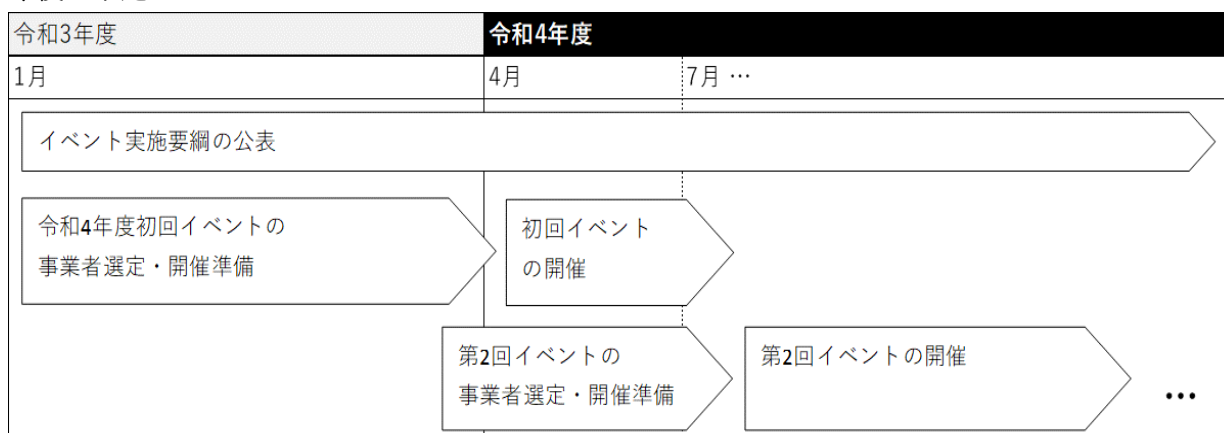 令和3年度
令和4年度
1月
4月
7月 …
イベント実施要綱の公表
令和4年度初回イベントの
事業者選定・開催準備
初回イベント
の開催
第2回イベントの
事業者選定・開催準備
第2回イベントの開催
…